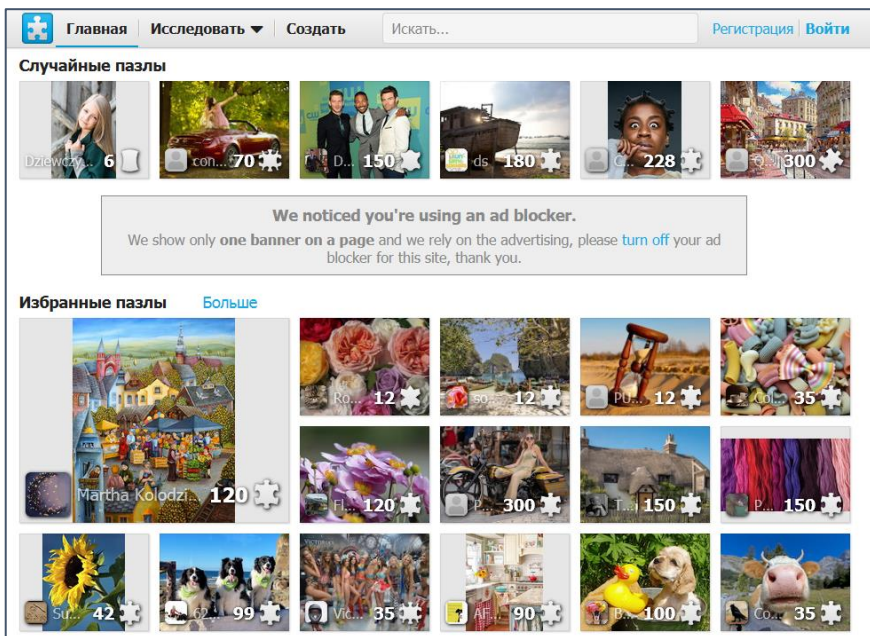 Главная Исследовать Создать Искать... Регистрация Войти
Случайные пазлы
Dziewczy... 6 con... 70 D... 150 ds 180 C... 228 Q... 300
We noticed you're using an ad blocker.
We show only one banner on a page and we rely on the advertising, please turn off your ad
blocker for this site, thank you.
Избранные пазлы Больше
Ro... 12 so... 12 PU... 12 Col... 35
Martha Kolodzi... 120 Fl... 120 P... 300 T... 150 P... 150
Su... 42 62... 99 Vic... 35 AF... 90 B... 100 Co... 35